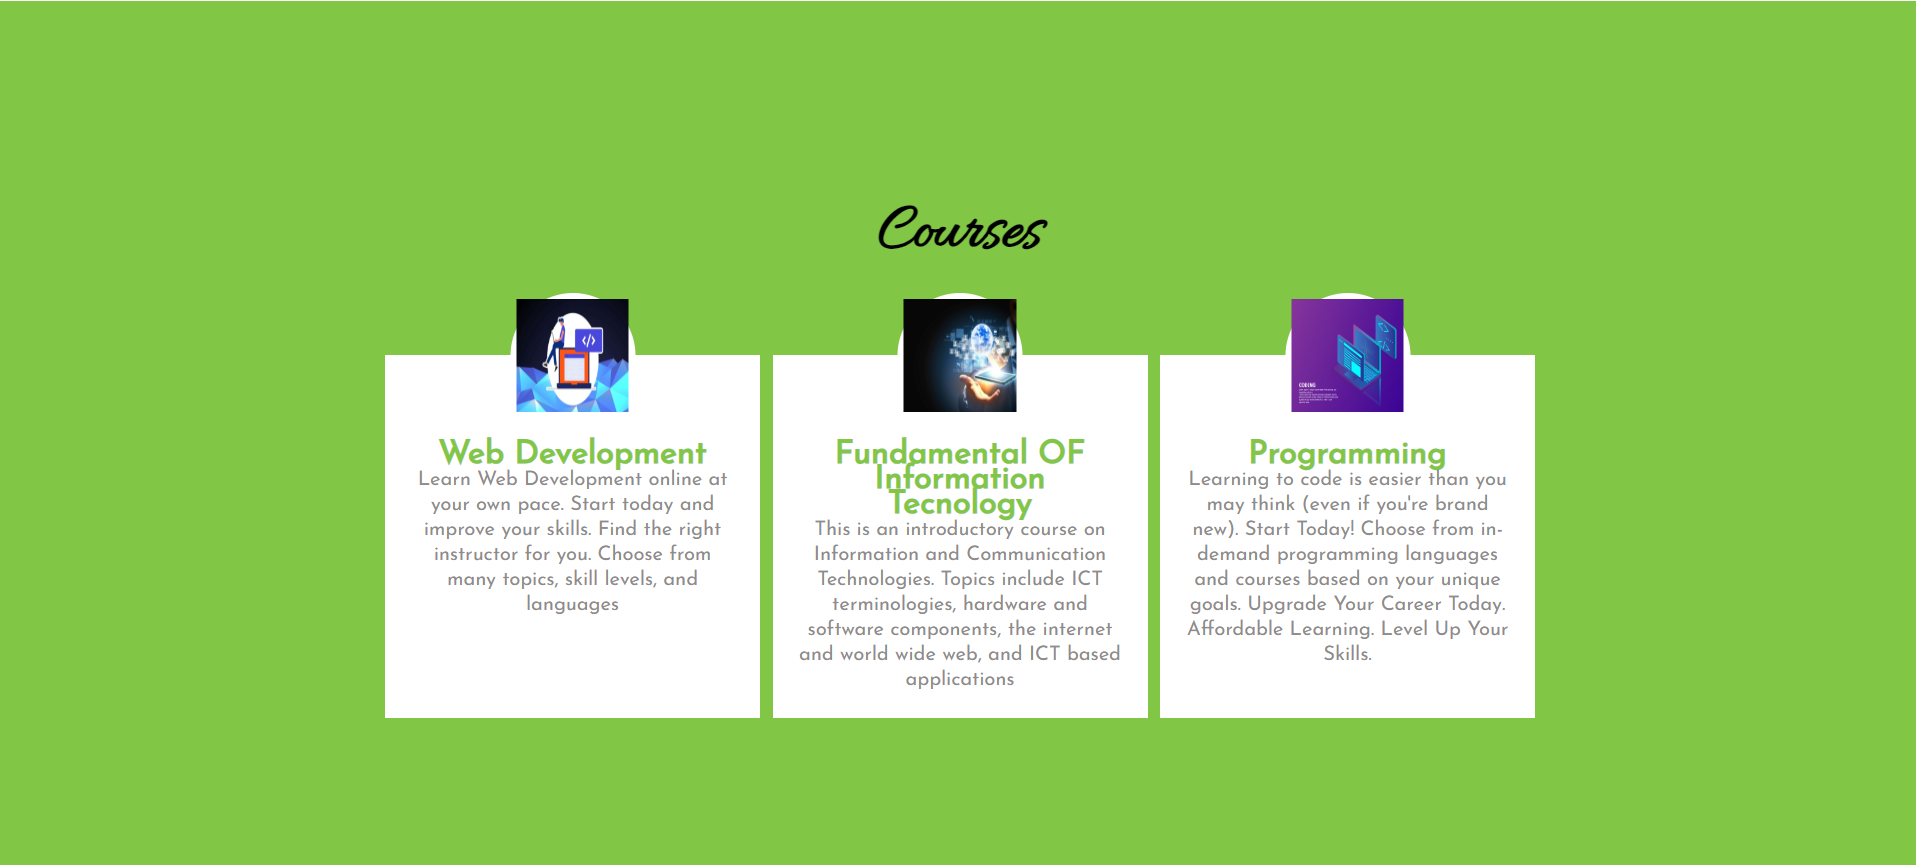 Courses
Web Development
Learn Web Development online at
your own pace. Start today and
improve your skills. Find the right
instructor for you. Choose from
many topics, skill levels, and
languages
Fundamental OF
Information
Tecnology
This is an introductory course on
Information and Communication
Technologies. Topics include ICT
terminologies, hardware and
software components, the internet
and world wide web, and ICT based
applications
CODING
Programming
Learning to code is easier than you
may think (even if you're brand
new). Start Today! Choose from in-
demand programming languages
and courses based on your unique
goals. Upgrade Your Career Today.
Affordable Learning. Level Up Your
Skills.